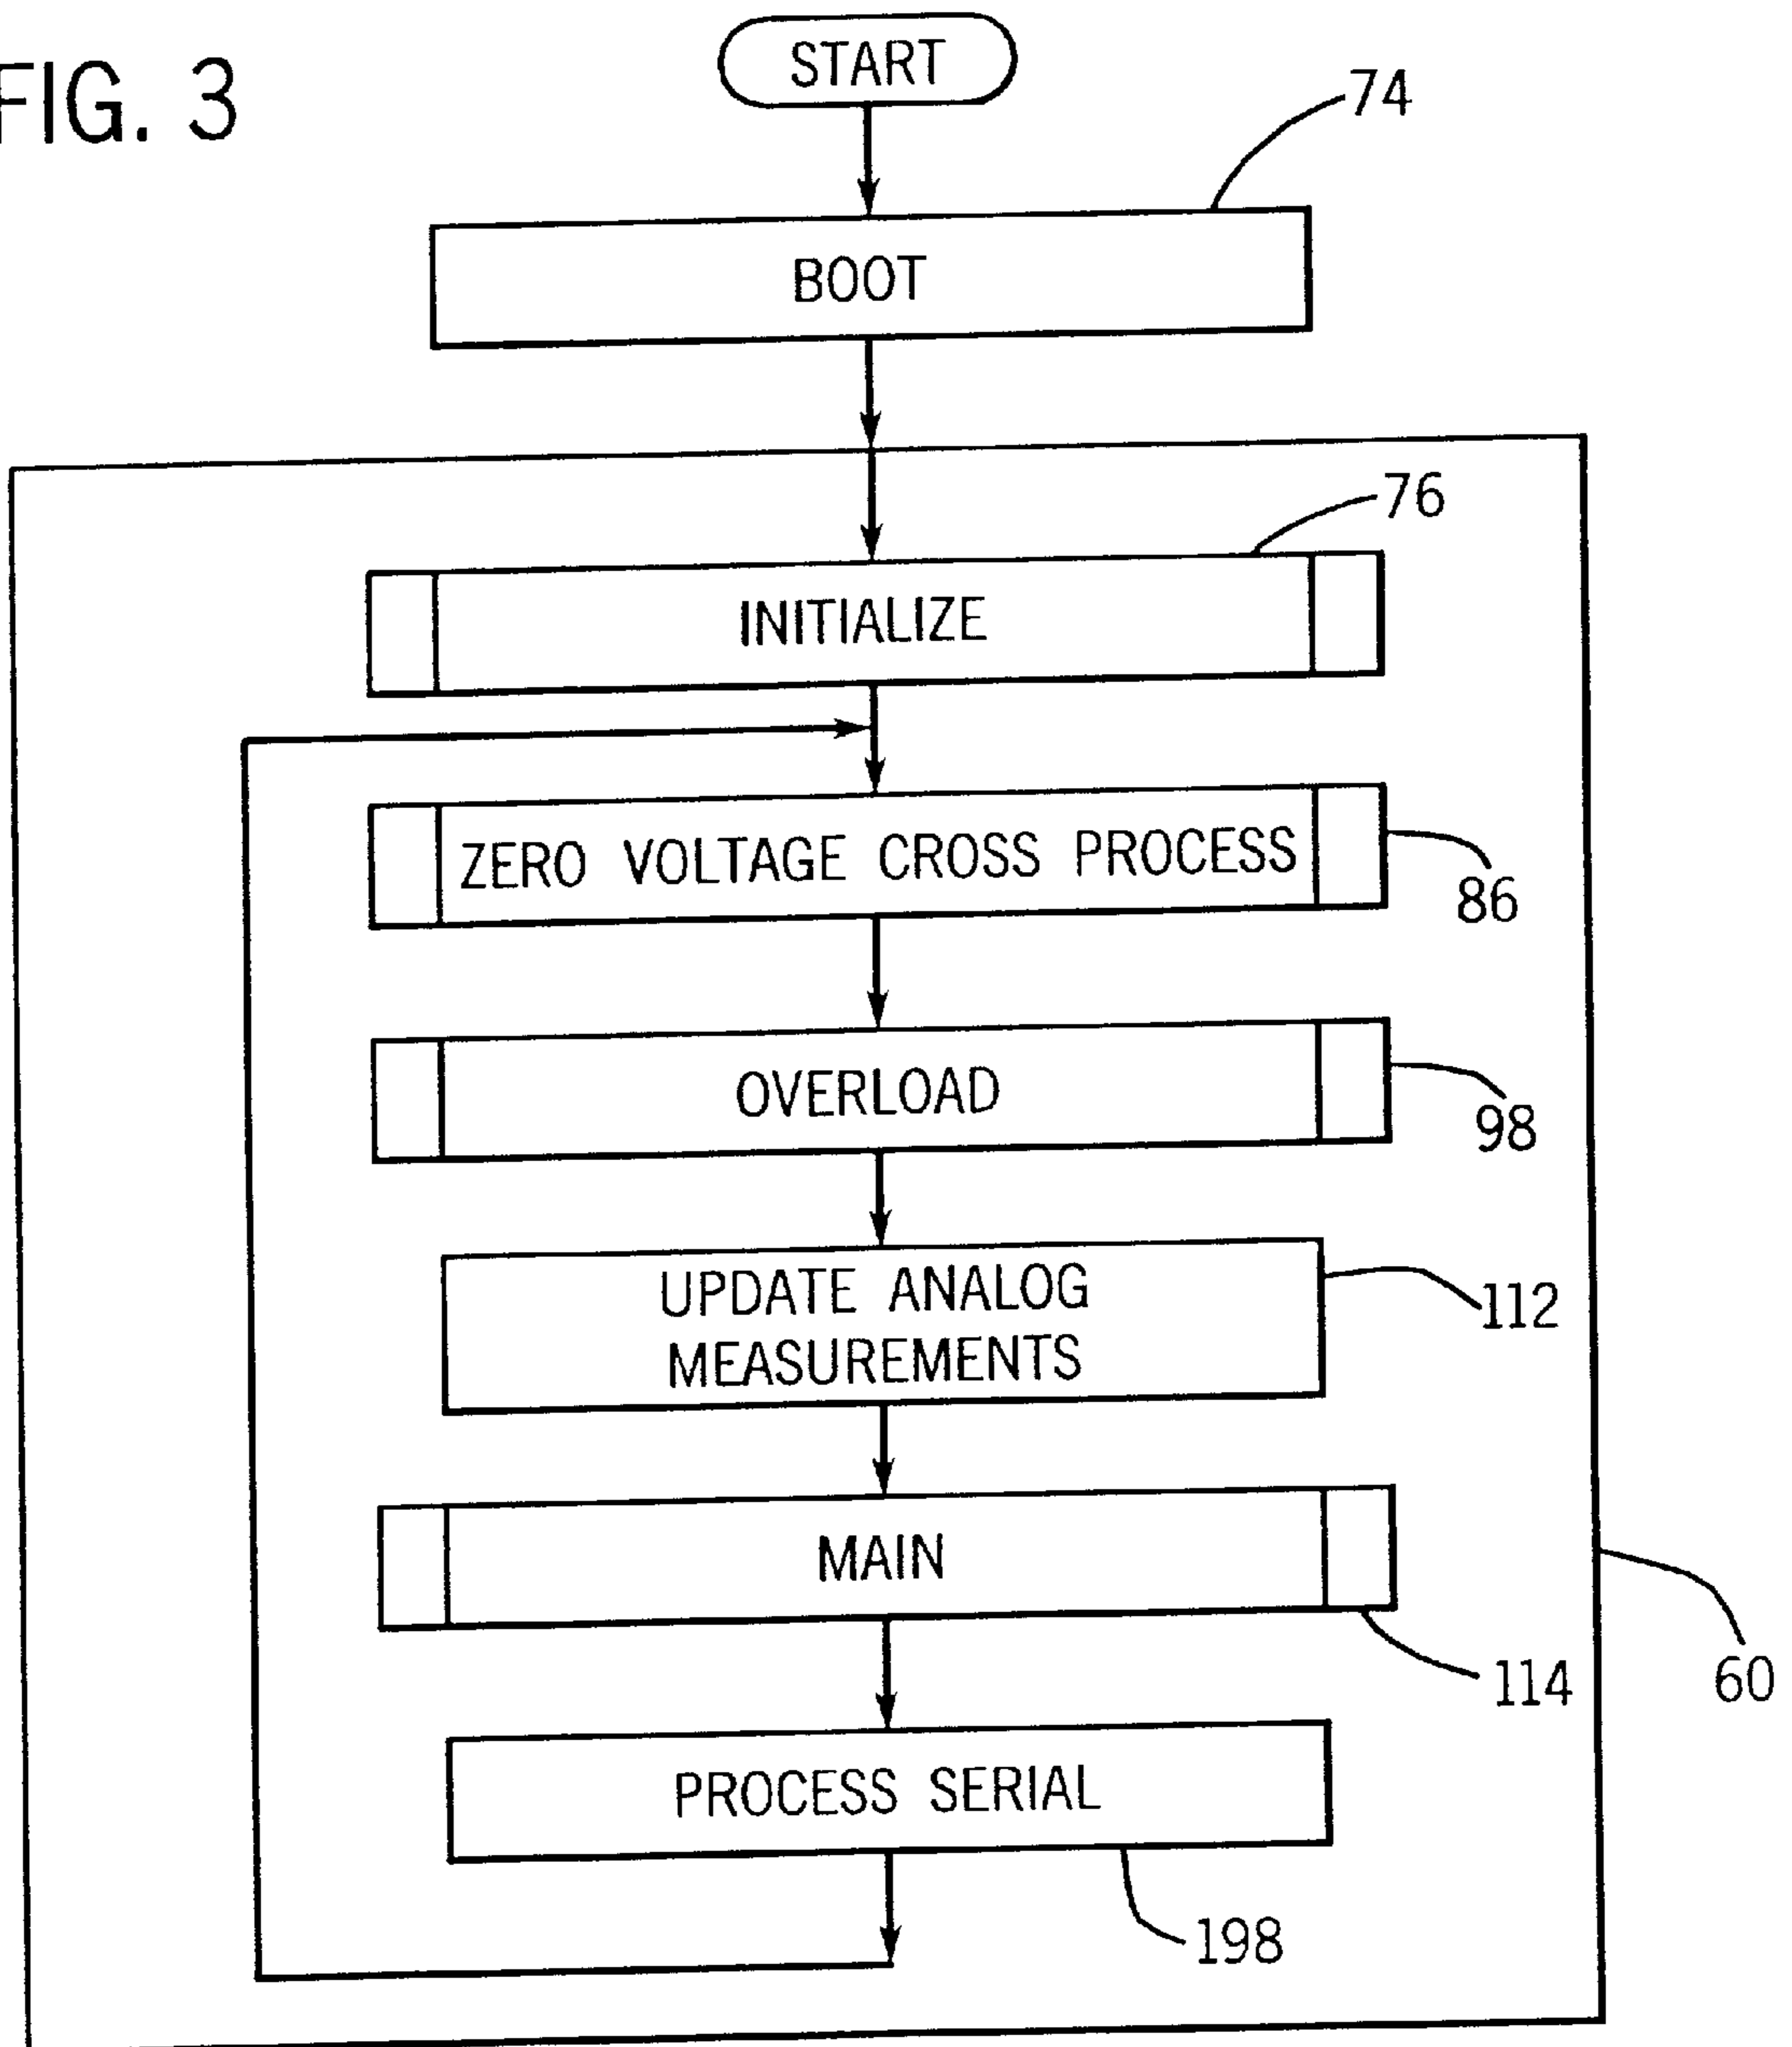 FIG. 3
START
74
BOOT
76
INITIALIZE
ZERO VOLTAGE CROSS PROCESS
86
OVERLOAD
98
UPDATE ANALOG
MEASUREMENTS
112
MAIN
114
60
PROCESS SERIAL
198